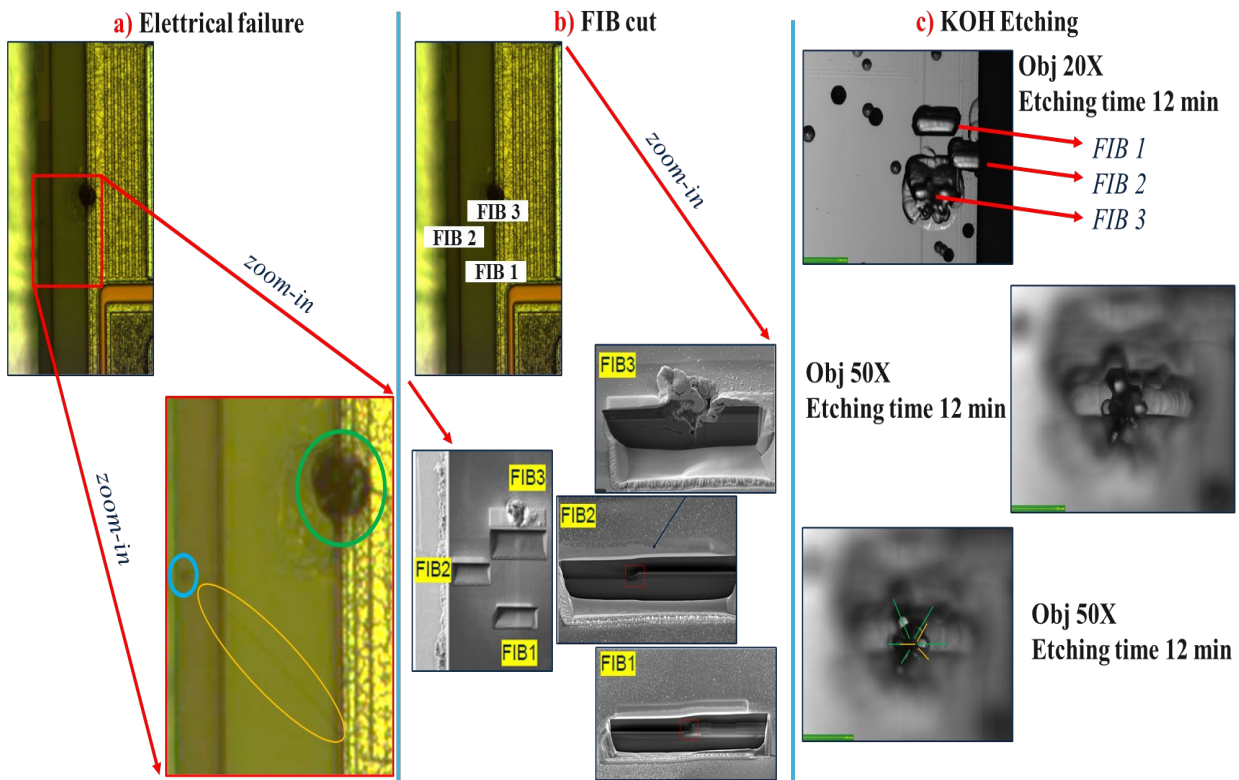 a) Elettrical failure
zoom-in
zoom-in
b) FIB cut
FIB 3
FIB 2
FIB 1
zoom-in
FIB3
FIB2
FIB1
FIB3
FIB2
FIB1
c) KOH Etching
Obj 20X
Etching time 12 min
FIB 1
FIB 2
FIB 3
Obj 50X
Etching time 12 min
Obj 50X
Etching time 12 min